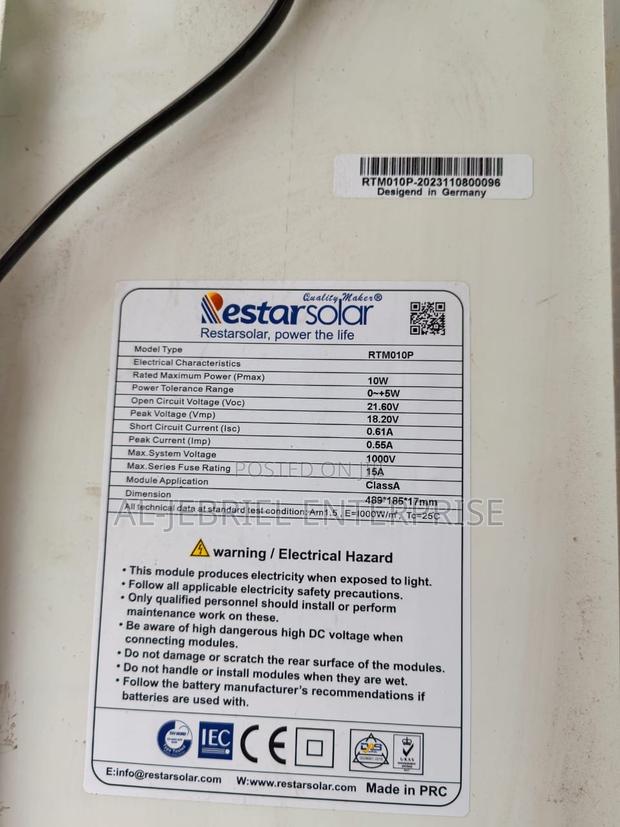 RTM010P-2023110800096
Desigend in Germany
Quality Maker®
Restarsolar
Restarsolar, power the life
Model Type RTM010P
Electrical Characteristics
Rated Maximum Power (Pmax) 10W
Power Tolerance Range 0~+5W
Open Circuit Voltage (Voc) 21.60V
Peak Voltage (Vmp) 18.20V
Short Circuit Current (Isc) 0.61A
Peak Current (Imp) 0.55A
Max.System Voltage 1000V
Max.Series Fuse Rating 15A
Module Application ClassA
Dimension 489*185*17mm
All technical data at standard test condition: Am1.5 , E=I000W/m², Tc=25C
POSTED ON
AL-JEBRIEL ENTERPRISE
warning / Electrical Hazard
• This module produces electricity when exposed to light.
• Follow all applicable electricity safety precautions.
• Only qualified personnel should install or perform
maintenance work on these.
• Be aware of high dangerous high DC voltage when
connecting modules.
• Do not damage or scratch the rear surface of the modules.
• Do not handle or install modules when they are wet.
• Follow the battery manufacturer's recommendations if
batteries are used with.
IEC CE
E:info@restarsolar.com W:www.restarsolar.com Made in PRC